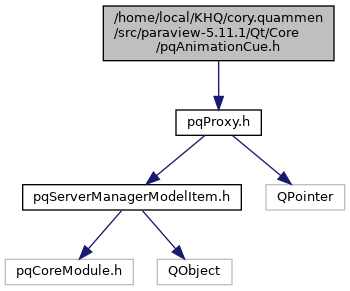 /home/local/KHQ/cory.quammen
/src/paraview-5.11.1/Qt/Core
/pqAnimationCue.h
pqProxy.h
pqServerManagerModelItem.h
QPointer
pqCoreModule.h
QObject